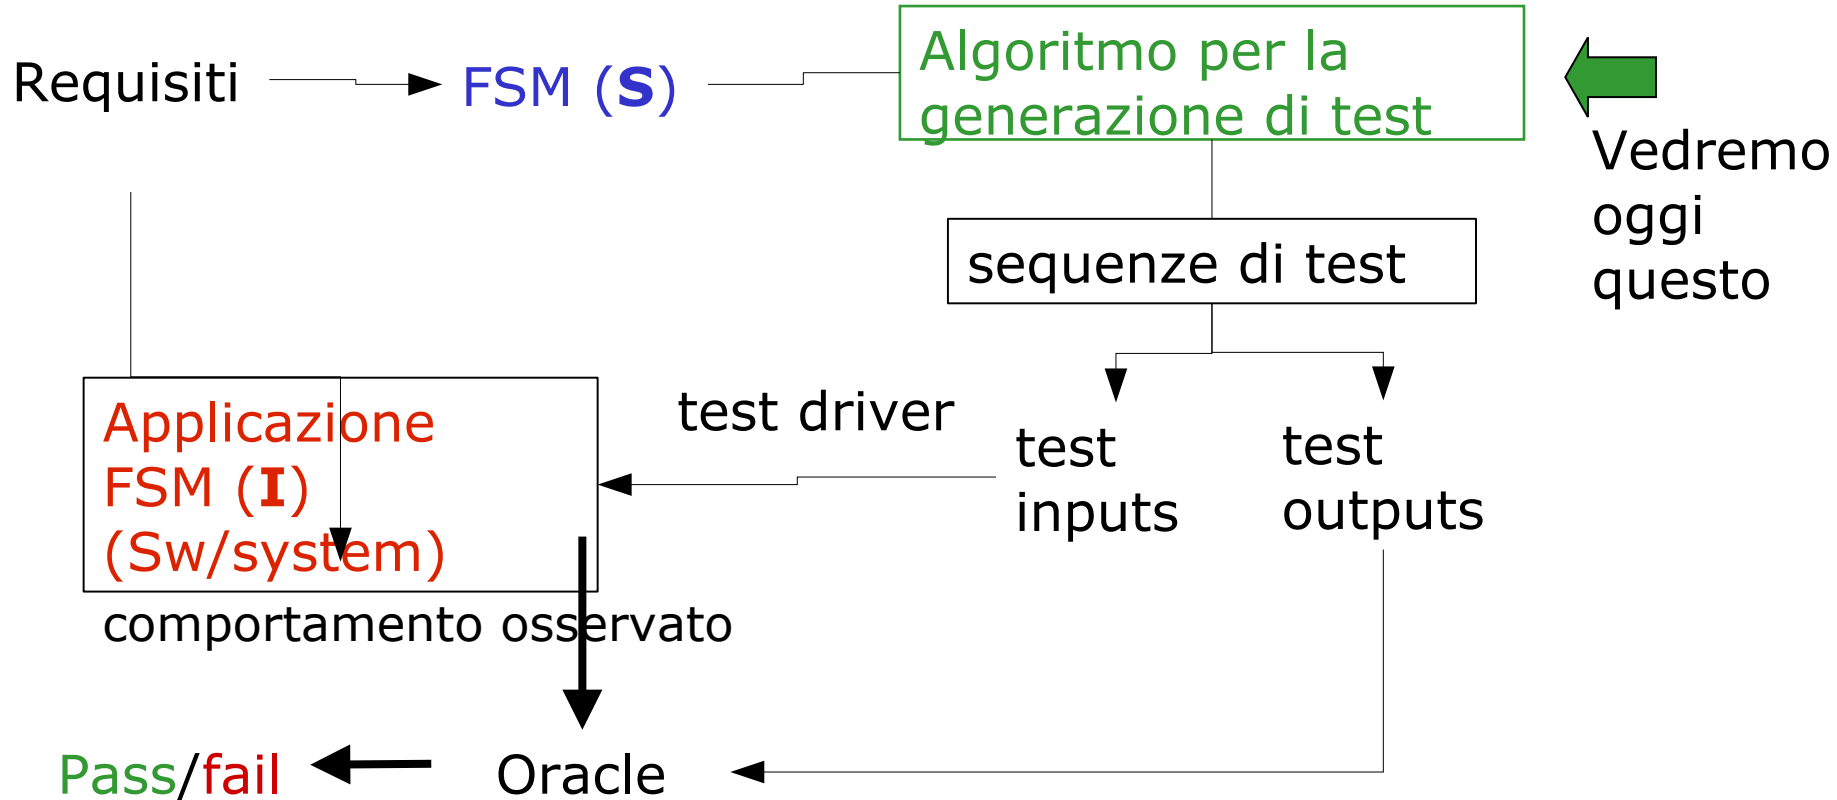 Requisiti
FSM (S)
Algoritmo per la
generazione di test
Vedremo
oggi
questo
sequenze di test
Applicazione
FSM (I)
(Sw/system)
test driver
test
inputs
test
outputs
comportamento osservato
Pass/fail
Oracle